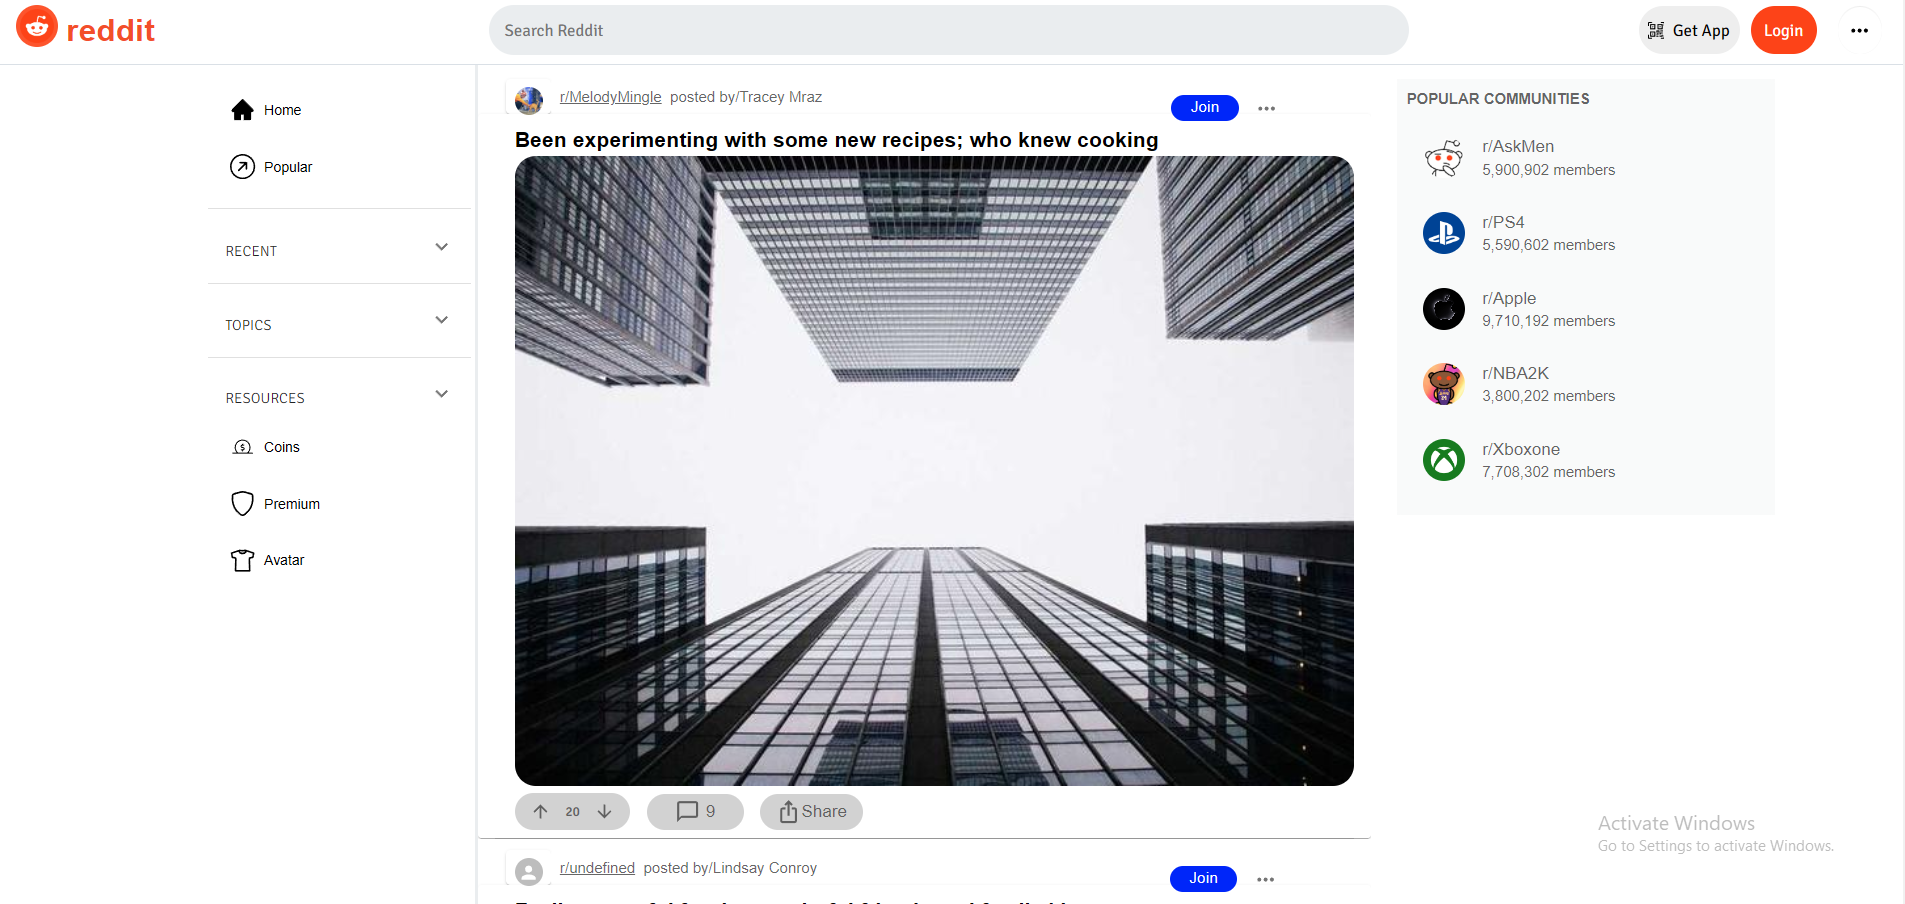 reddit
Search Reddit
Get App
Login
Home
Popular
RECENT
TOPICS
RESOURCES
Coins
Premium
Avatar
r/MelodyMingle posted by/Tracey Mraz
Join
Been experimenting with some new recipes; who knew cooking
20
9
Share
r/undefined posted by/Lindsay Conroy
Join
POPULAR COMMUNITIES
r/AskMen
5,900,902 members
r/PS4
5,590,602 members
r/Apple
9,710,192 members
r/NBA2K
3,800,202 members
r/Xboxone
7,708,302 members
Activate Windows
Go to Settings to activate Windows.